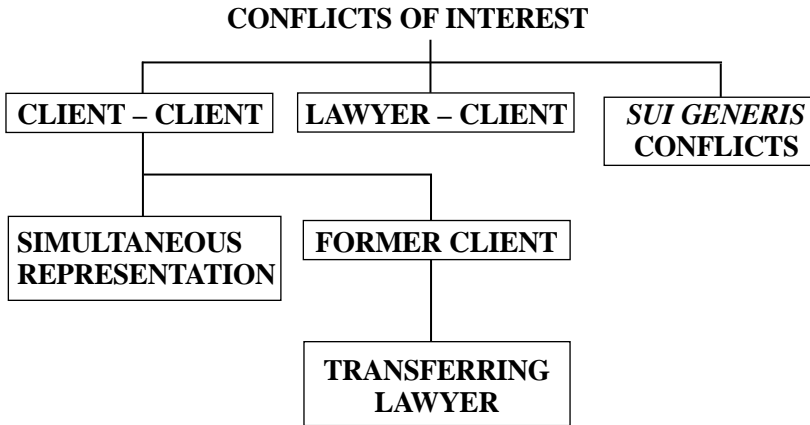 CONFLICTS OF INTEREST
CLIENT – CLIENT
LAWYER – CLIENT
SUI GENERIS
CONFLICTS
SIMULTANEOUS
REPRESENTATION
FORMER CLIENT
TRANSFERRING
LAWYER